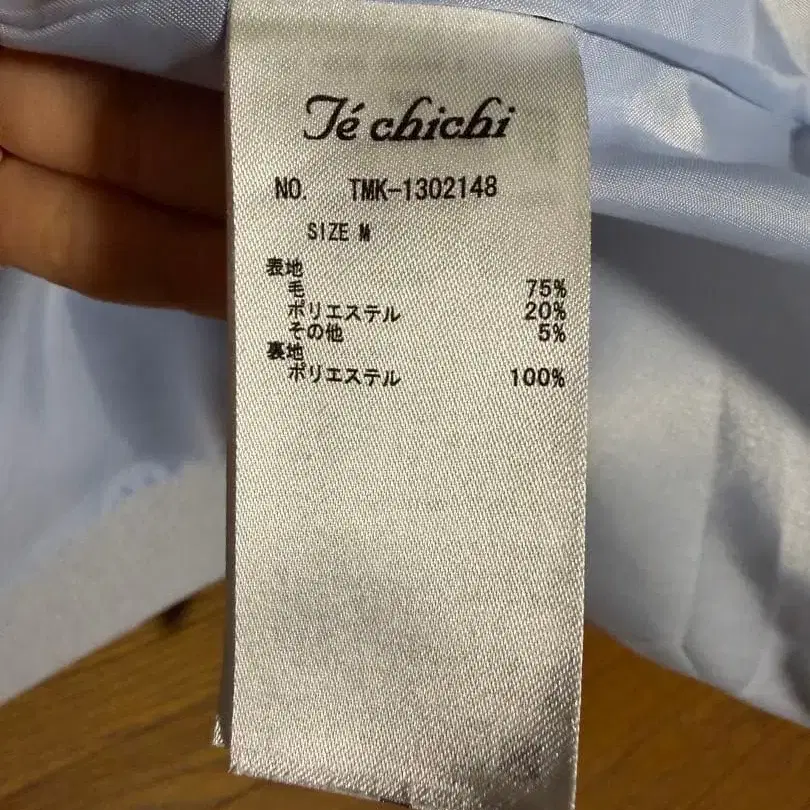 Té chichi
NO. TMK-1302148
SIZE M
表地
毛 75%
ポリエステル 20%
その他 5%
裏地
ポリエステル 100%